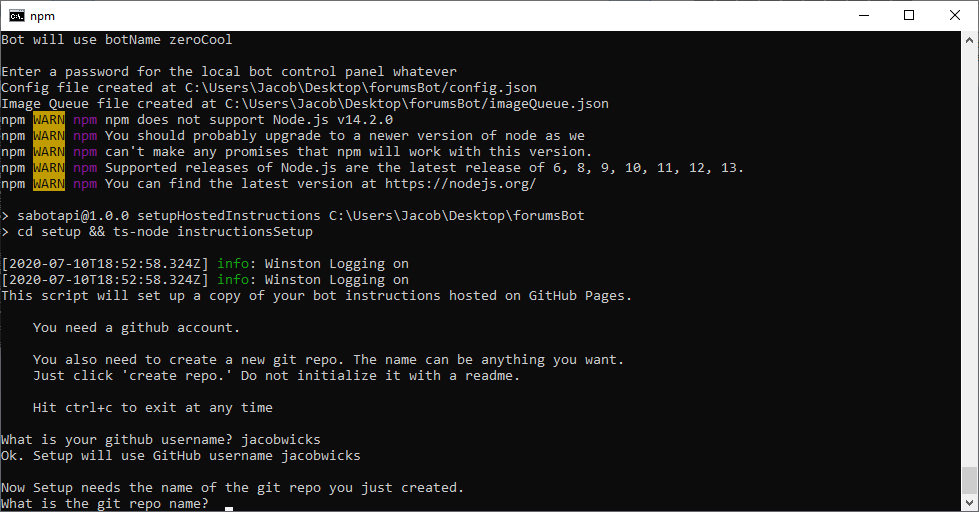 npm
Bot will use botName zeroCool
Enter a password for the local bot control panel whatever
Config file created at C:\Users\Jacob\Desktop\forumsBot/config.json
Image Queue file created at C:\Users\Jacob\Desktop\forumsBot/imageQueue.json
npm WARN npm npm does not support Node.js v14.2.0
npm WARN npm You should probably upgrade to a newer version of node as we
npm WARN npm can't make any promises that npm will work with this version.
npm WARN npm Supported releases of Node.js are the latest release of 6, 8, 9, 10, 11, 12, 13.
npm WARN npm You can find the latest version at https://nodejs.org/
> sabotapi@1.0.0 setupHostedInstructions C:\Users\Jacob\Desktop\forumsBot
> cd setup && ts-node instructionsSetup
[2020-07-10T18:52:58.324Z] info: Winston Logging on
[2020-07-10T18:52:58.324Z] info: Winston Logging on
This script will set up a copy of your bot instructions hosted on GitHub Pages.
You need a github account.
You also need to create a new git repo. The name can be anything you want.
Just click 'create repo.' Do not initialize it with a readme.
Hit ctrl+c to exit at any time
What is your github username? jacobwicks
Ok. Setup will use GitHub username jacobwicks
Now Setup needs the name of the git repo you just created.
What is the git repo name?